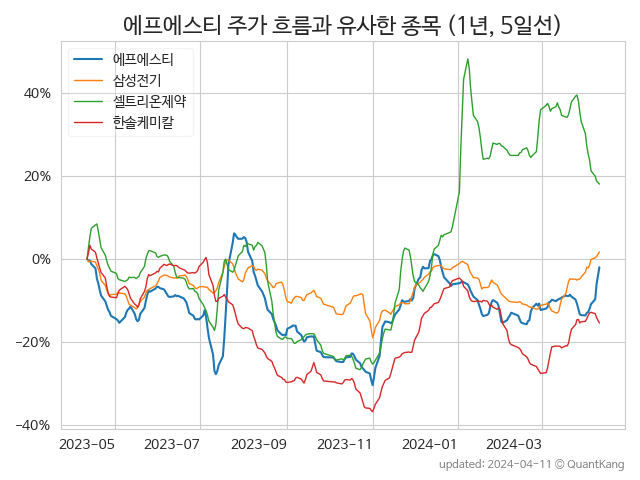 에프에스티 주가 흐름과 유사한 종목 (1년, 5일선)
에프에스티
삼성전기
셀트리온제약
한솔케미칼
40%
20%
0%
−20%
−40%
2023-05 2023-07 2023-09 2023-11 2024-01 2024-03
updated: 2024-04-11 © QuantKang